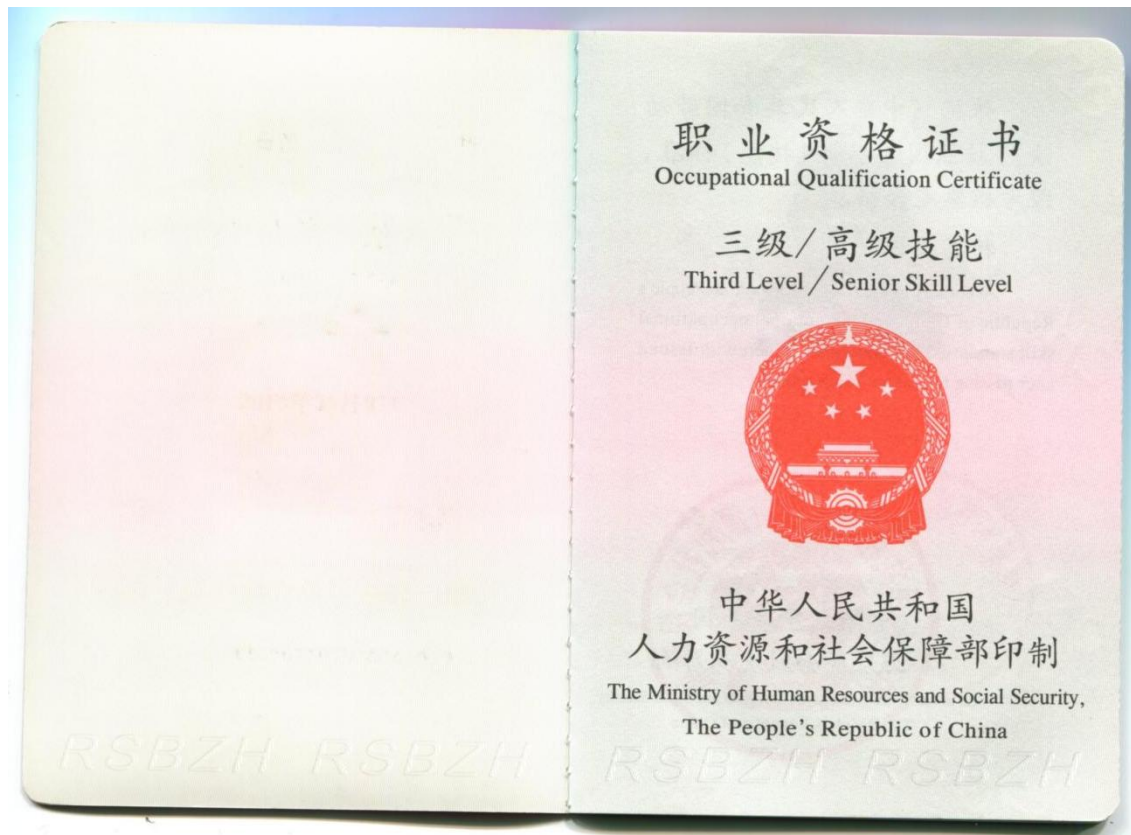 职业资格证书
Occupational Qualification Certificate
三级/高级技能
Third Level/Senior Skill Level
中华人民共和国
人力资源和社会保障部印制
The Ministry of Human Resources and Social Security,
The People's Republic of China
RSBZH RSBZH RSBZH RSBZH